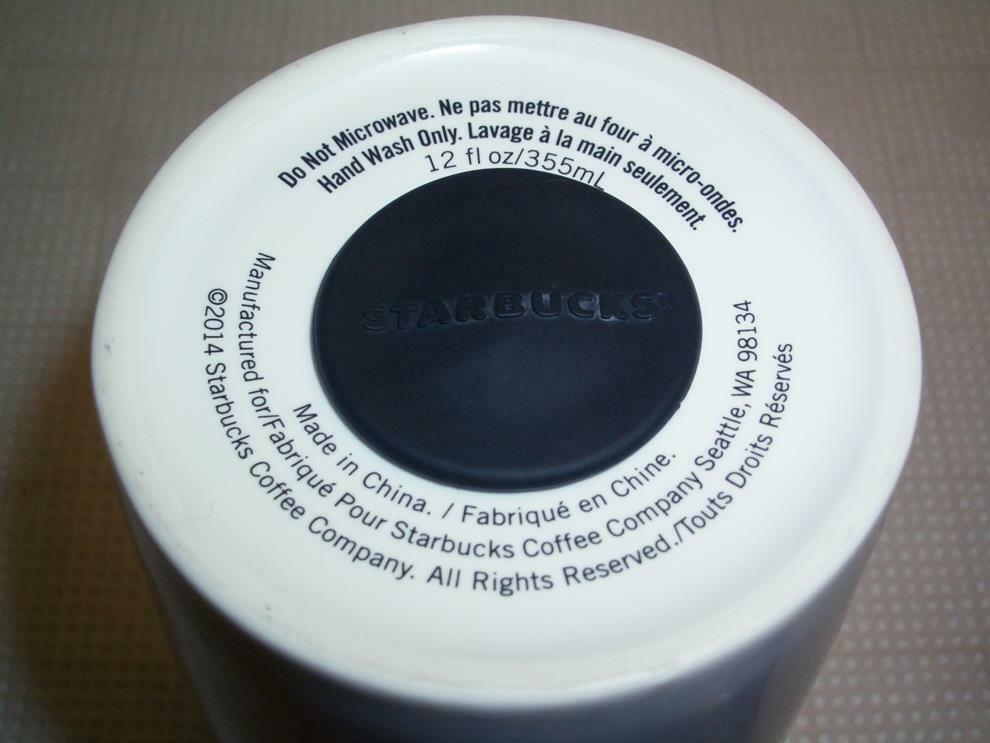 Do Not Microwave. Ne pas mettre au four à micro-ondes.
Hand Wash Only. Lavage à la main seulement.
12 fl oz/355mL
STARBUCKS®
Made in China. / Fabriqué en Chine.
Manufactured for/Fabriqué Pour Starbucks Coffee Company Seattle, WA 98134
©2014 Starbucks Coffee Company. All Rights Reserved./Touts Droits Réservés